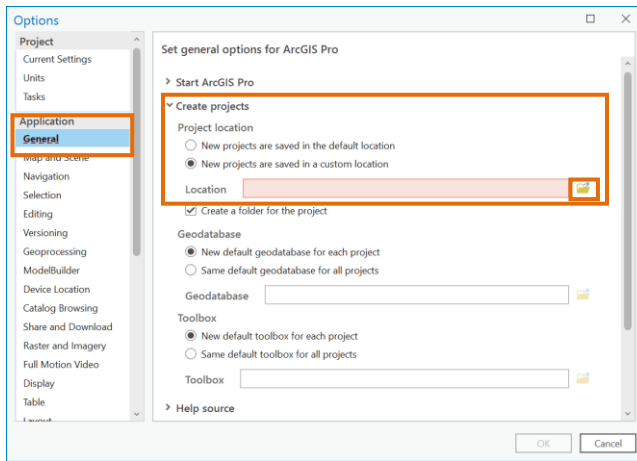 Options
Project
Current Settings
Units
Tasks
Application
General
Map and Scene
Navigation
Selection
Editing
Versioning
Geoprocessing
ModelBuilder
Device Location
Catalog Browsing
Share and Download
Raster and Imagery
Full Motion Video
Display
Table
Layout
Set general options for ArcGIS Pro
Start ArcGIS Pro
Create projects
Project location
New projects are saved in the default location
New projects are saved in a custom location
Location
Create a folder for the project
Geodatabase
New default geodatabase for each project
Same default geodatabase for all projects
Geodatabase
Toolbox
New default toolbox for each project
Same default toolbox for all projects
Toolbox
Help source
OK Cancel